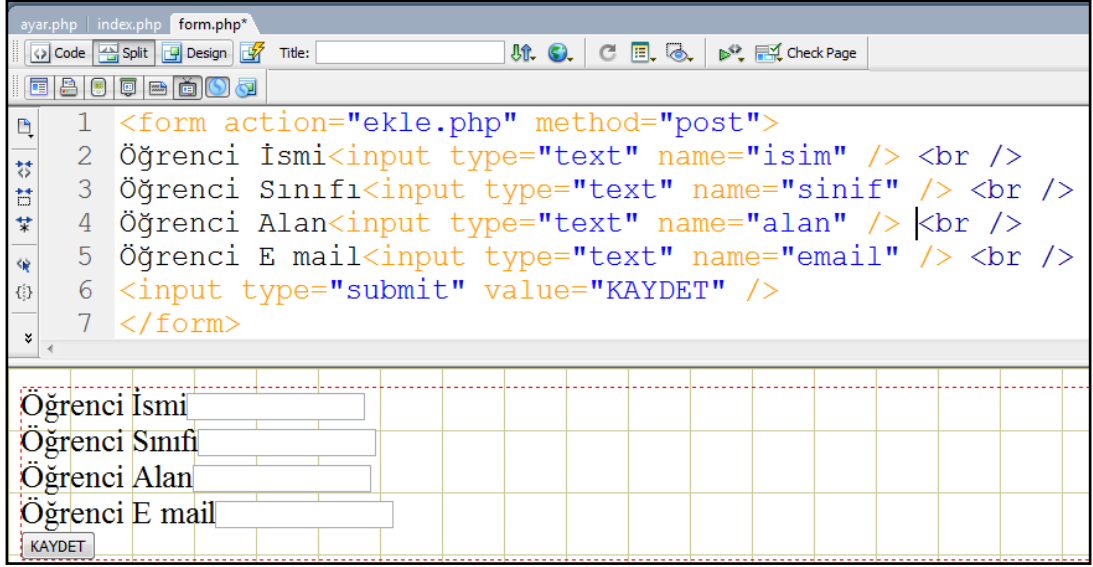 ayar.php index.php form.php*
Code Split Design Title: Check Page
1 <form action="ekle.php" method="post">
2 Öğrenci İsmi<input type="text" name="isim" /> <br />
3 Öğrenci Sınıfı<input type="text" name="sinif" /> <br />
4 Öğrenci Alan<input type="text" name="alan" /> <br />
5 Öğrenci E mail<input type="text" name="email" /> <br />
6 <input type="submit" value="KAYDET" />
7 </form>
Öğrenci İsmi
Öğrenci Sınıfı
Öğrenci Alan
Öğrenci E mail
KAYDET